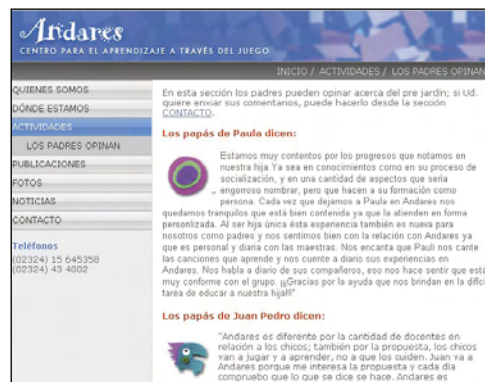 Andares
CENTRO PARA EL APRENDIZAJE A TRAVÉS DEL JUEGO
INICIO / ACTIVIDADES / LOS PADRES OPINAN
QUIENES SOMOS
DÓNDE ESTAMOS
ACTIVIDADES
LOS PADRES OPINAN
PUBLICACIONES
FOTOS
NOTICIAS
CONTACTO
Teléfonos
(02324) 15 645358
(02324) 43 4002
En esta sección los padres pueden opinar acerca del pre jardín; si Ud.
quiere enviar sus comentarios, puede hacerlo desde la sección
CONTACTO.
Los papás de Paula dicen:
Estamos muy contentos por los progresos que notamos en
nuestra hija.Ya sea en conocimientos como en su proceso de
socialización, y en una cantidad de aspectos que sería
engorroso nombrar, pero que hacen a su formación como
persona. Cada vez que dejamos a Paula en Andares nos
quedamos tranquilos que está bien contenida ya que la atienden en forma
personlizada. Al ser hija única ésta experiencia también es nueva para
nosotros como padres y nos sentimos bien con la relación con Andares ya
que es personal y diaria con las maestras. Nos encanta que Pauli nos cante
las canciones que aprende y nos cuente a diario sus experiencias en
Andares. Nos habla a diario de sus compañeros, eso nos hace sentir que está
muy conforme con el grupo. ¡¡¡Gracias por la ayuda que nos brindan en la difíci
tarea de educar a nuestra hija!!!"
Los papás de Juan Pedro dicen:
"Andares es diferente por la cantidad de docentes en
relación a los chicos; también por la propuesta, los chicos
van a jugar y a aprender, no a que los cuiden. Juan va a
Andares porque me interesa la propuesta y cada día
compruebo que lo que se dice se hace. Andares es